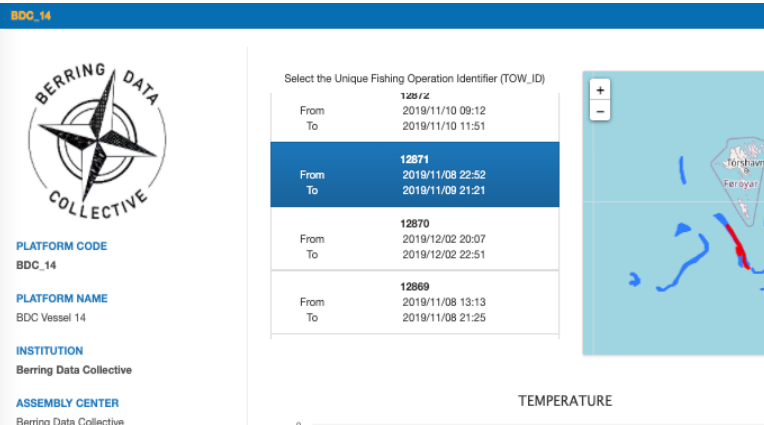 BDC_14
BERRING DATA
COLLECTIVE
PLATFORM CODE
BDC_14
PLATFORM NAME
BDC Vessel 14
INSTITUTION
Berring Data Collective
ASSEMBLY CENTER
Berring Data Collective
Select the Unique Fishing Operation Identifier (TOW_ID)
12872
From 2019/11/10 09:12
To 2019/11/10 11:51
12871
From 2019/11/08 22:52
To 2019/11/09 21:21
12870
From 2019/12/02 20:07
To 2019/12/02 22:51
12869
From 2019/11/08 13:13
To 2019/11/08 21:25
+
−
Tórshavn
Føroyar
TEMPERATURE